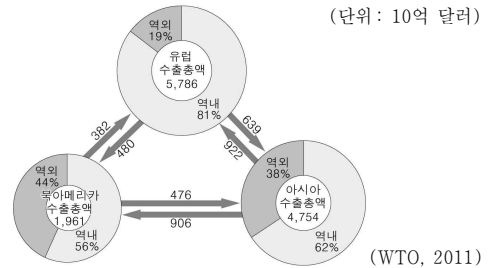 (단위 : 10억 달러)
역외
19%
유럽
수출총액
5,786
역내
81%
382
480
639
922
역외
44%
북아메리카
수출총액
1,961
역내
56%
476
906
역외
38%
아시아
수출총액
4,754
역내
62%
(WTO, 2011)